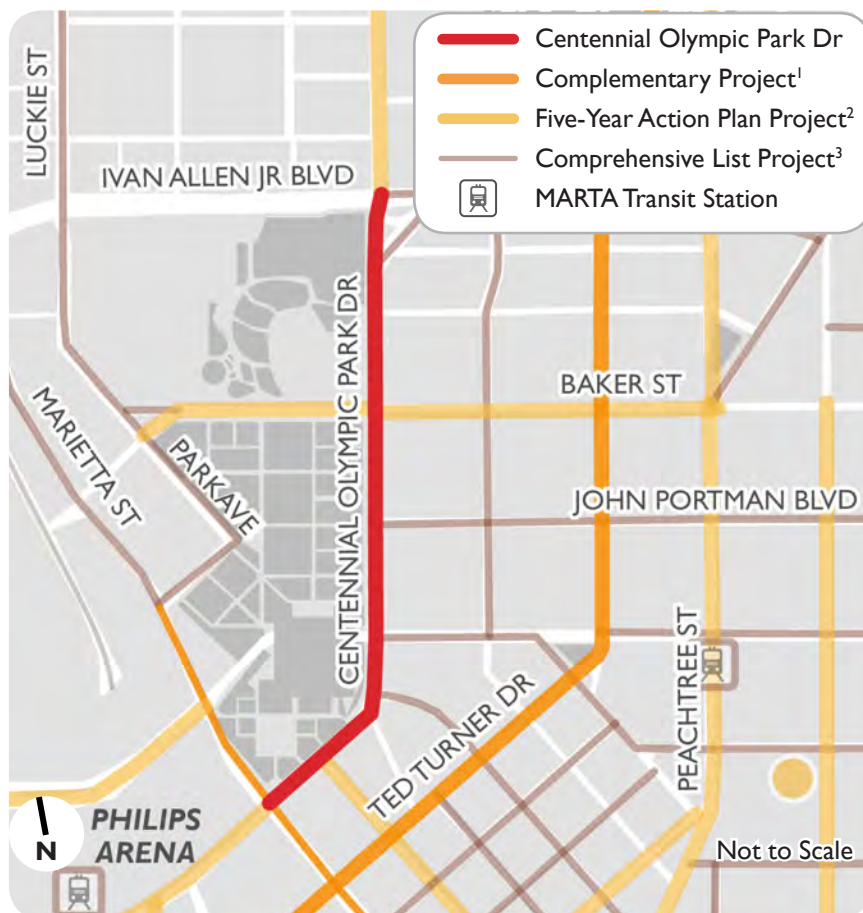 Centennial Olympic Park Dr
Complementary Project¹
Five-Year Action Plan Project²
Comprehensive List Project³
MARTA Transit Station
LUCKIE ST
IVAN ALLEN JR BLVD
CENTENNIAL OLYMPIC PARK DR
BAKER ST
MARIETTA ST
PARKAVE
JOHN PORTMAN BLVD
PEACHTREE ST
TED TURNER DR
PHILIPS
ARENA
N
Not to Scale